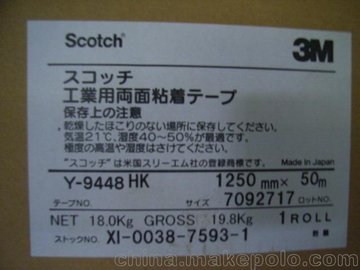 Scotch® 3M
スコッチ
工業用両面粘着テープ
保存上の注意
乾燥したほこりのない場所に保存してください。
気温21℃、湿度40～50%が最適です。
極度の高温や湿度はさけてください。
"スコッチ"は米国スリーエム社の登録商標です。 Made in Japan
Y-9448 HK 1250 mm × 50m
テープNO. サイズ
ロットNO. 7092717
NET 18.0Kg GROSS 19.8Kg 1 ROLL
ストックNO. XI-0038-7593-1 数量
china.makepolo.com